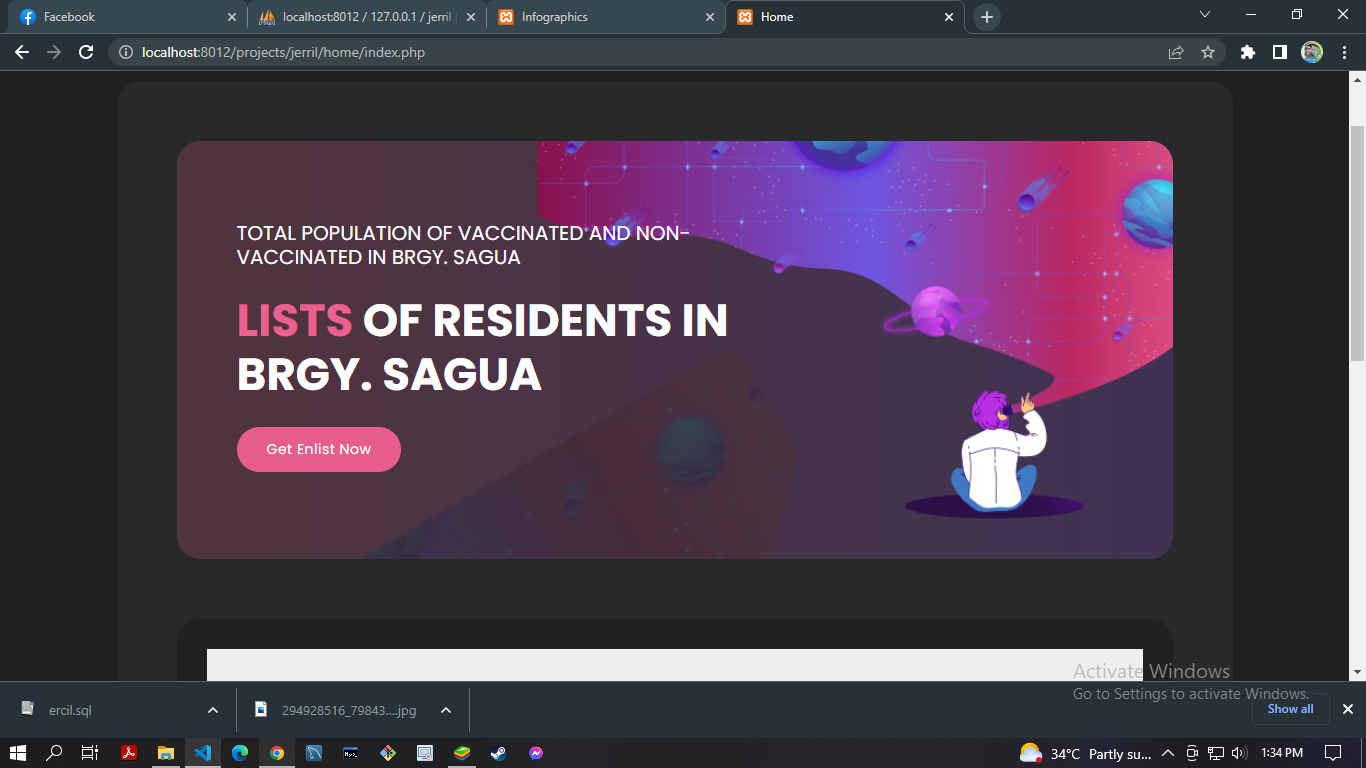 Facebook
localhost:8012 / 127.0.0.1 / jerril
Infographics
Home
localhost:8012/projects/jerril/home/index.php
TOTAL POPULATION OF VACCINATED AND NON-
VACCINATED IN BRGY. SAGUA
LISTS OF RESIDENTS IN
BRGY. SAGUA
Get Enlist Now
Activate Windows
Go to Settings to activate Windows.
ercil.sql
294928516_79843....jpg
Show all
34°C Partly su...
1:34 PM